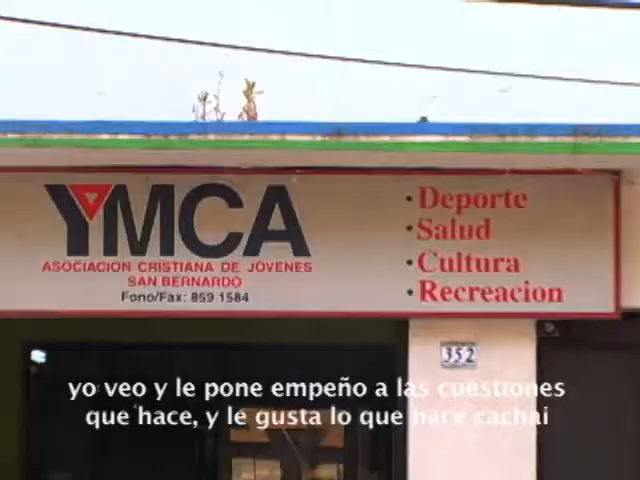 YMCA
ASOCIACION CRISTIANA DE JOVENES
SAN BERNARDO
Fono/Fax: 859 1584
· Deporte
· Salud
· Cultura
· Recreacion
352
yo veo y le pone empeño a las cuestiones
que hace, y le gusta lo que hace cachai